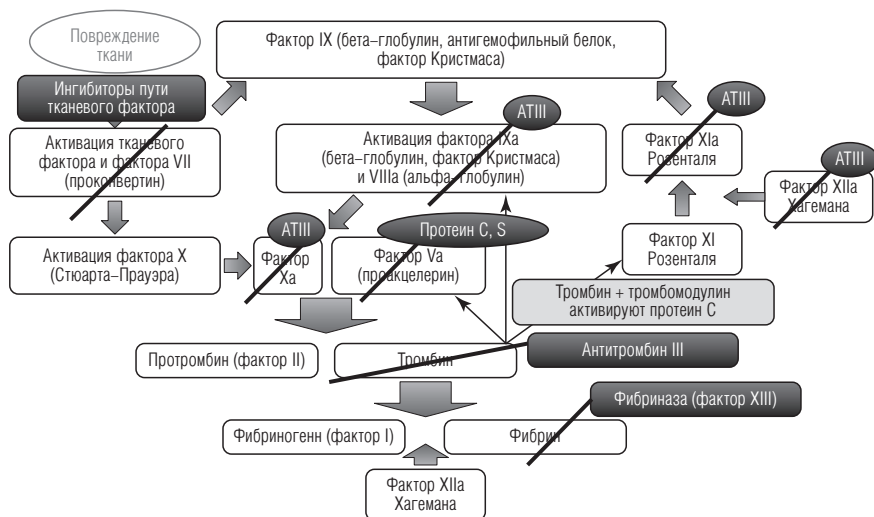 Повреждение
ткани
Фактор IX (бета–глобулин, антигемофильный белок,
фактор Кристмаса)
Ингибиторы пути
тканевого фактора
ATIII
ATIII
Активация тканевого
фактора и фактора VII
(проконвертин)
Активация фактора IXa
(бета–глобулин, фактор Кристмаса)
и VIIIa (альфа–глобулин)
Фактор XIa
Розенталя
ATIII
Фактор XIIa
Хагемана
ATIII
Протеин C, S
Активация фактора X
(Стюарта–Прауэра)
Фактор
Xa
Фактор Va
(проакцелерин)
Фактор XI
Розенталя
Тромбин + тромбомодулин
активируют протеин C
Протромбин (фактор II)
Тромбин
Антитромбин III
Фибриназа (фактор XIII)
Фибриногенн (фактор I)
Фибрин
Фактор XIIa
Хагемана